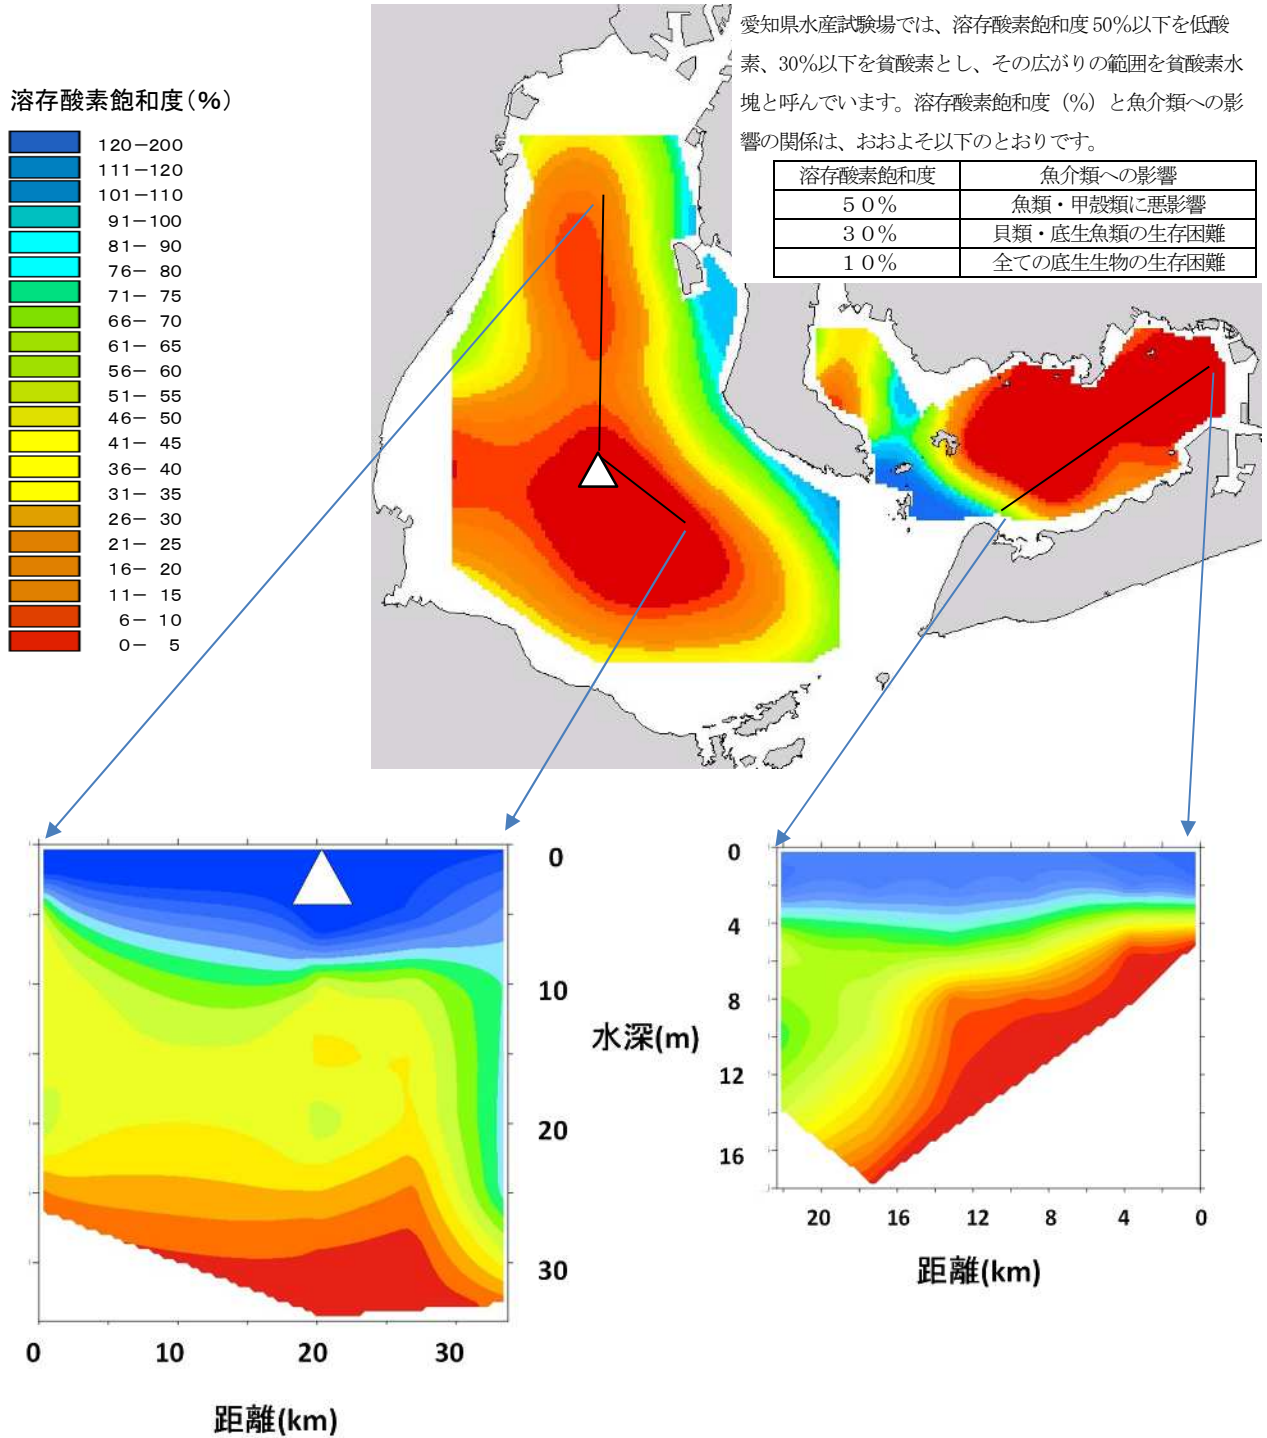 愛知県水産試験場では、溶存酸素飽和度 50%以下を低酸
素、30%以下を貧酸素とし、その広がりの範囲を貧酸素水
塊と呼んでいます。溶存酸素飽和度（%）と魚介類への影
響の関係は、おおよそ以下のとおりです。
溶存酸素飽和度 魚介類への影響
５０％ 魚類・甲殻類に悪影響
３０％ 貝類・底生魚類の生存困難
１０％ 全ての底生生物の生存困難
溶存酸素飽和度(%)
120-200
111-120
101-110
91-100
81- 90
76- 80
71- 75
66- 70
61- 65
56- 60
51- 55
46- 50
41- 45
36- 40
31- 35
26- 30
21- 25
16- 20
11- 15
6- 10
0- 5
0
10
20
30
水深(m)
0 10 20 30
距離(km)
0
4
8
12
16
20 16 12 8 4 0
距離(km)